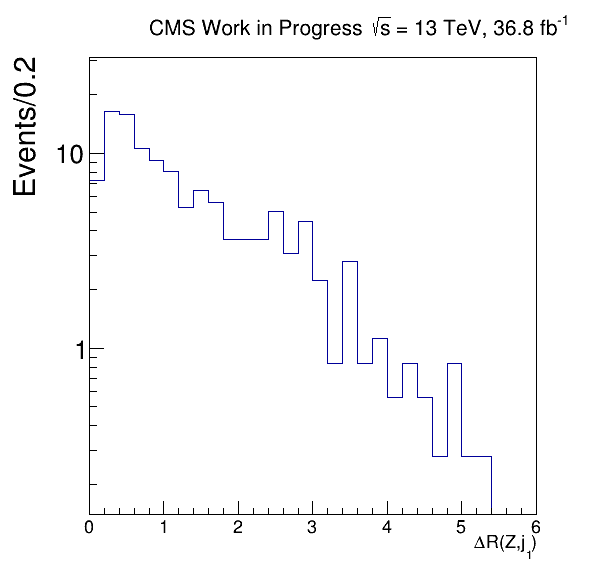 CMS Work in Progress √s = 13 TeV, 36.8 fb⁻¹
Events/0.2
10
1
0 1 2 3 4 5 6
ΔR(Z,j₁)